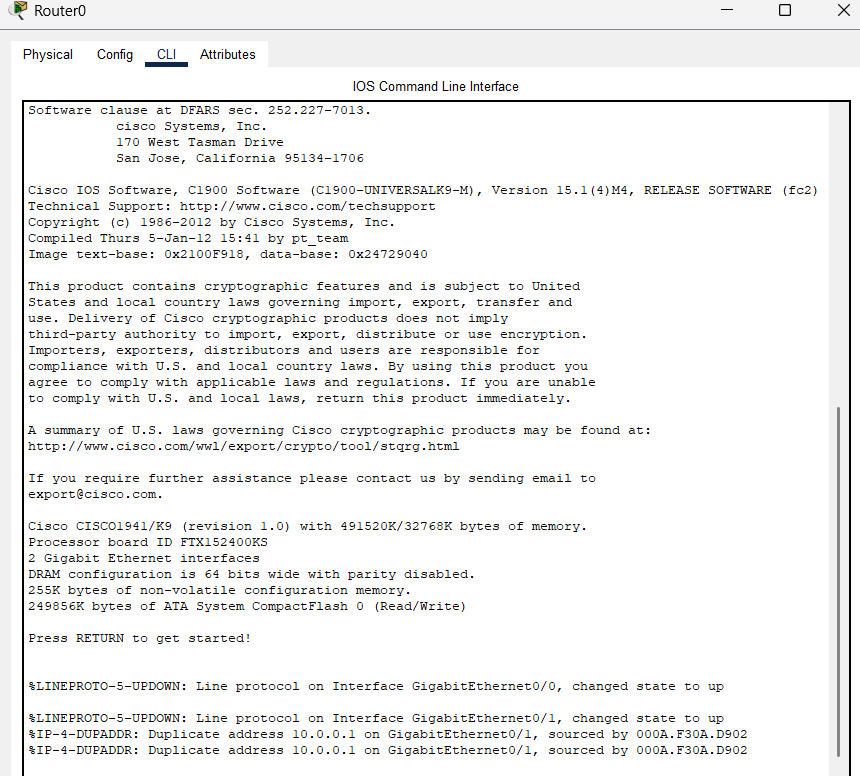 Router0
Physical Config CLI Attributes
IOS Command Line Interface
Software clause at DFARS sec. 252.227-7013.
cisco Systems, Inc.
170 West Tasman Drive
San Jose, California 95134-1706
Cisco IOS Software, C1900 Software (C1900-UNIVERSALK9-M), Version 15.1(4)M4, RELEASE SOFTWARE (fc2)
Technical Support: http://www.cisco.com/techsupport
Copyright (c) 1986-2012 by Cisco Systems, Inc.
Compiled Thurs 5-Jan-12 15:41 by pt_team
Image text-base: 0x2100F918, data-base: 0x24729040
This product contains cryptographic features and is subject to United
States and local country laws governing import, export, transfer and
use. Delivery of Cisco cryptographic products does not imply
third-party authority to import, export, distribute or use encryption.
Importers, exporters, distributors and users are responsible for
compliance with U.S. and local country laws. By using this product you
agree to comply with applicable laws and regulations. If you are unable
to comply with U.S. and local laws, return this product immediately.
A summary of U.S. laws governing Cisco cryptographic products may be found at:
http://www.cisco.com/wwl/export/crypto/tool/stqrg.html
If you require further assistance please contact us by sending email to
export@cisco.com.
Cisco CISCO1941/K9 (revision 1.0) with 491520K/32768K bytes of memory.
Processor board ID FTX152400KS
2 Gigabit Ethernet interfaces
DRAM configuration is 64 bits wide with parity disabled.
255K bytes of non-volatile configuration memory.
249856K bytes of ATA System CompactFlash 0 (Read/Write)
Press RETURN to get started!
%LINEPROTO-5-UPDOWN: Line protocol on Interface GigabitEthernet0/0, changed state to up
%LINEPROTO-5-UPDOWN: Line protocol on Interface GigabitEthernet0/1, changed state to up
%IP-4-DUPADDR: Duplicate address 10.0.0.1 on GigabitEthernet0/1, sourced by 000A.F30A.D902
%IP-4-DUPADDR: Duplicate address 10.0.0.1 on GigabitEthernet0/1, sourced by 000A.F30A.D902